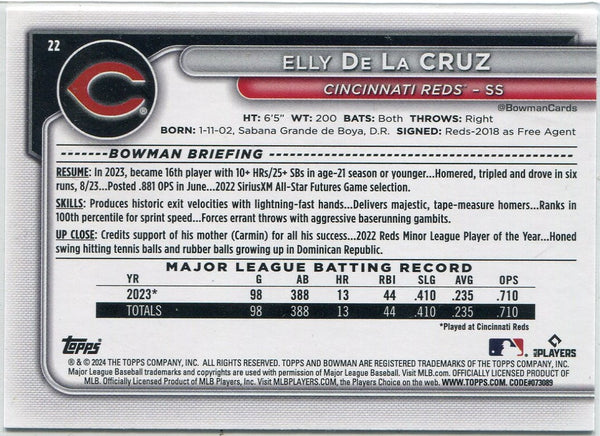 22
ELLY DE LA CRUZ
CINCINNATI REDS® - SS
@BowmanCards
HT: 6'5" WT: 200 BATS: Both THROWS: Right
BORN: 1-11-02, Sabana Grande de Boya, D.R. SIGNED: Reds-2018 as Free Agent
BOWMAN BRIEFING
RESUME: In 2023, became 16th player with 10+ HRs/25+ SBs in age-21 season or younger...Homered, tripled and drove in six
runs, 8/23...Posted .881 OPS in June...2022 SiriusXM All-Star Futures Game selection.
SKILLS: Produces historic exit velocities with lightning-fast hands...Delivers majestic, tape-measure homers...Ranks in
100th percentile for sprint speed...Forces errant throws with aggressive baserunning gambits.
UP CLOSE: Credits support of his mother (Carmin) for all his success...2022 Reds Minor League Player of the Year...Honed
swing hitting tennis balls and rubber balls growing up in Dominican Republic.
MAJOR LEAGUE BATTING RECORD
YR G AB HR RBI SLG AVG OPS
2023* 98 388 13 44 .410 .235 .710
TOTALS 98 388 13 44 .410 .235 .710
*Played at Cincinnati Reds
Topps
MLB PLAYERS
® & © 2024 THE TOPPS COMPANY, INC. ALL RIGHTS RESERVED. TOPPS AND BOWMAN ARE REGISTERED TRADEMARKS OF THE TOPPS COMPANY, INC.
Major League Baseball trademarks and copyrights are used with permission of Major League Baseball. Visit MLB.com. OFFICIALLY LICENSED PRODUCT OF
MLB. Officially Licensed Product of MLB Players, Inc. Visit MLBPLAYERS.COM, the Players Choice on the web. WWW.TOPPS.COM. CODE#073089